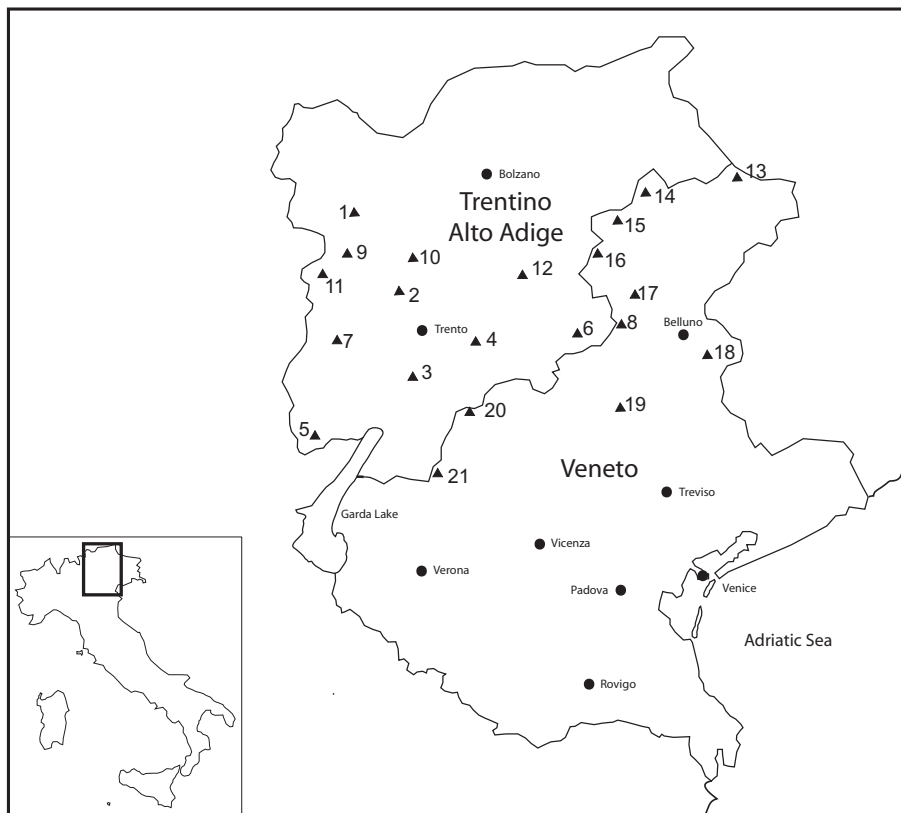 Bolzano
13
14
Trentino
Alto Adige
1
15
9
10
16
12
11
2
17
8
6
Belluno
Trento
7
4
18
3
19
20
5
Veneto
21
Treviso
Garda Lake
Vicenza
Verona
Padova
Venice
Adriatic Sea
Rovigo